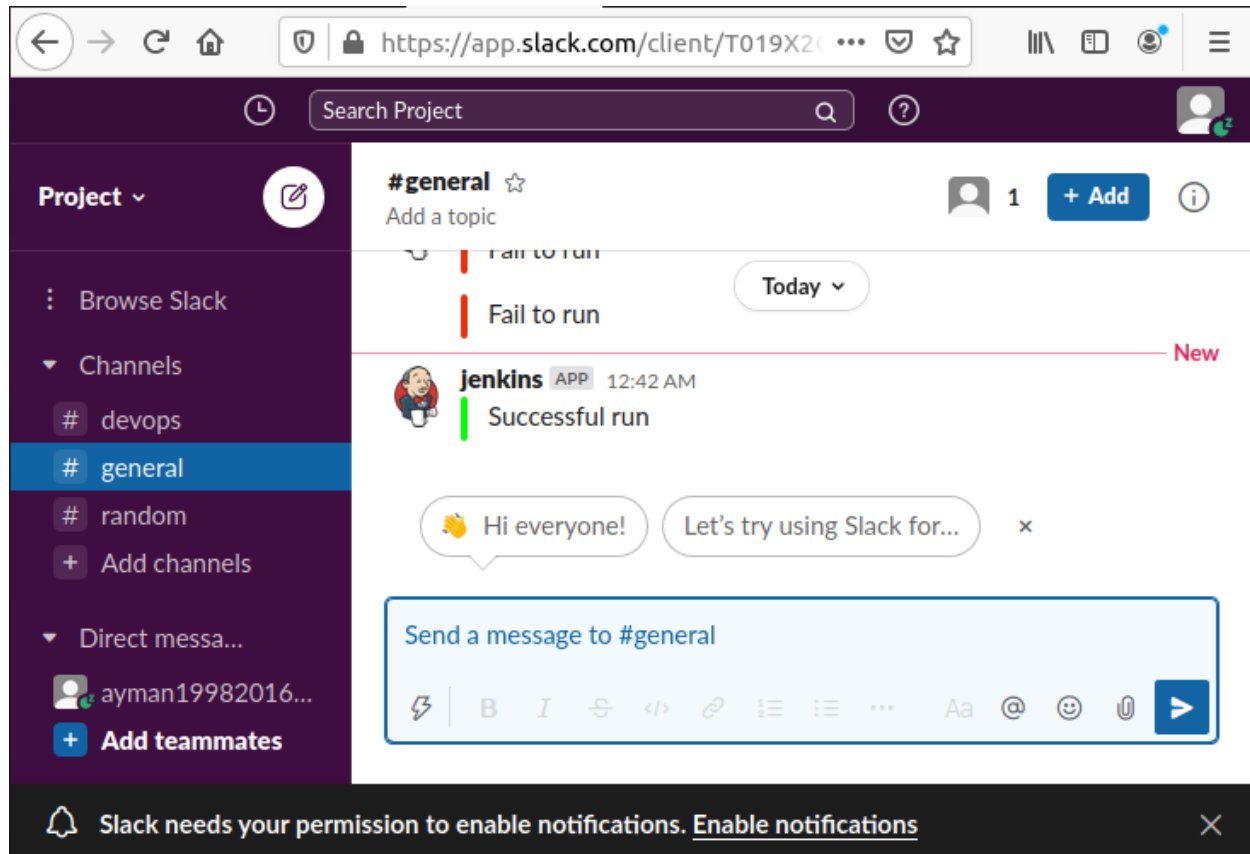 https://app.slack.com/client/T019X2
Search Project
Project
#general
1
+ Add
Add a topic
Fail to run
Today
Browse Slack
Fail to run
New
Channels
jenkins APP 12:42 AM
# devops
Successful run
# general
# random
Hi everyone!
Let's try using Slack for...
+ Add channels
Direct messa...
Send a message to #general
ayman19982016...
B I S </> Aa @
+ Add teammates
Slack needs your permission to enable notifications. Enable notifications